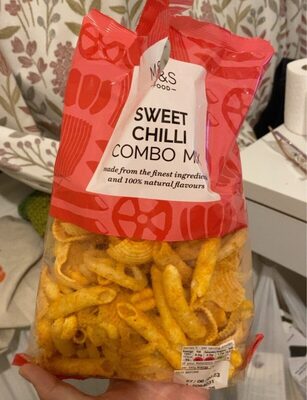 M&S
FOOD
SWEET
CHILLI
COMBO MIX
made from the finest ingredients
and 100% natural flavours